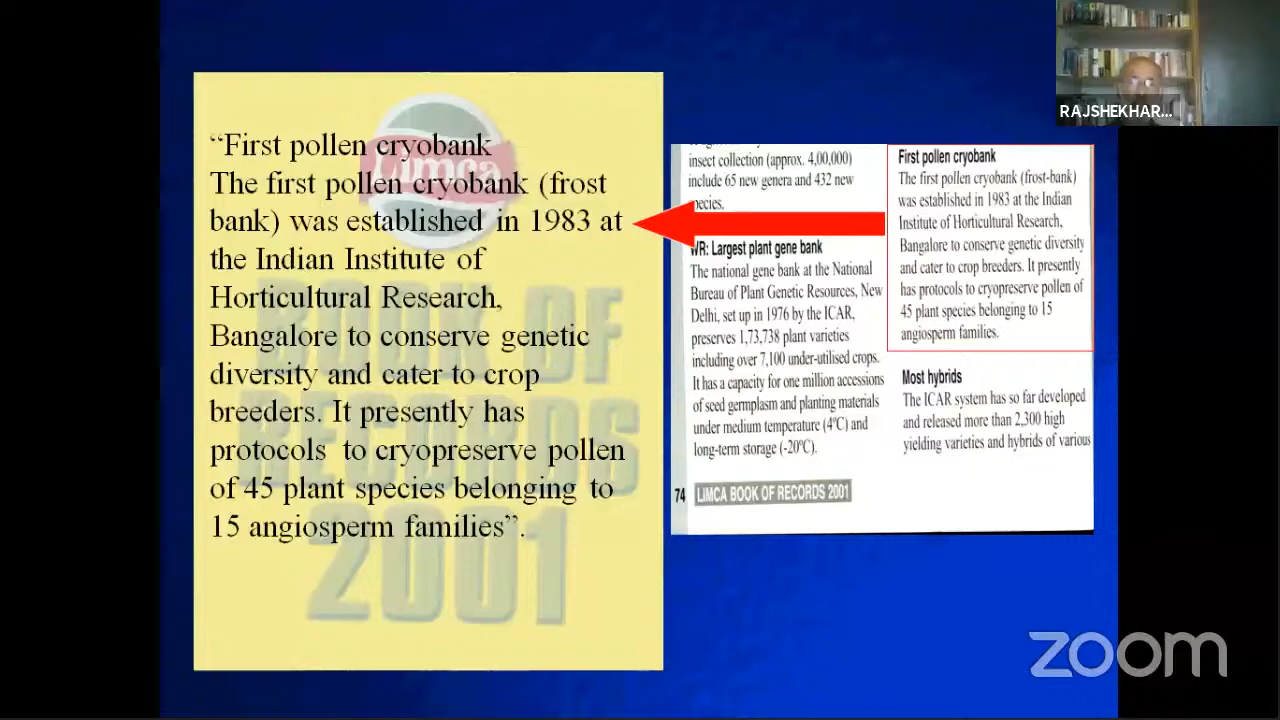 RAJSHEKHAR...
“First pollen cryobank
The first pollen cryobank (frost
bank) was established in 1983 at
the Indian Institute of
Horticultural Research,
Bangalore to conserve genetic
diversity and cater to crop
breeders. It presently has
protocols to cryopreserve pollen
of 45 plant species belonging to
15 angiosperm families”.
Limca
BOOK OF
RECORDS
2001
insect collection (approx. 4,00,000)
include 65 new genera and 432 new
species.
WR: Largest plant gene bank
The national gene bank at the National
Bureau of Plant Genetic Resources, New
Delhi, set up in 1976 by the ICAR,
preserves 1,73,738 plant varieties
including over 7,100 under-utilised crops.
It has a capacity for one million accessions
of seed germplasm and planting materials
under medium temperature (4ºC) and
long-term storage (-20ºC).
74 LIMCA BOOK OF RECORDS 2001
First pollen cryobank
The first pollen cryobank (frost-bank)
was established in 1983 at the Indian
Institute of Horticultural Research,
Bangalore to conserve genetic diversity
and cater to crop breeders. It presently
has protocols to cryopreserve pollen of
45 plant species belonging to 15
angiosperm families.
Most hybrids
The ICAR system has so far developed
and released more than 2,300 high
yielding varieties and hybrids of various
zoom